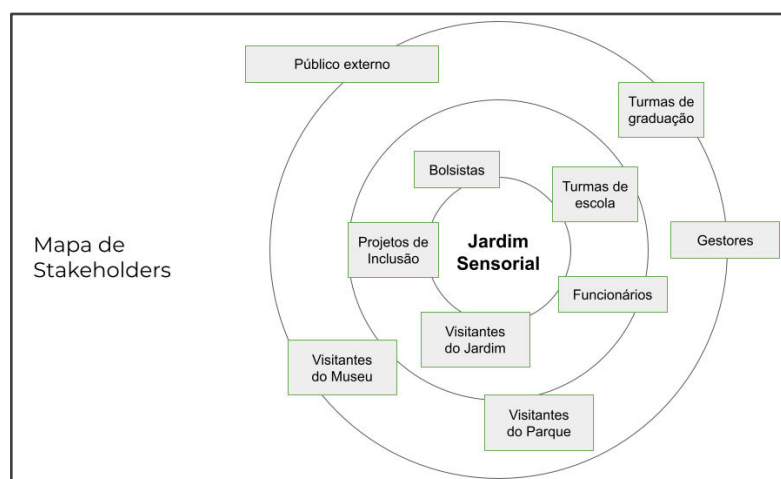 Público externo
Turmas de
graduação
Bolsistas
Turmas de
escola
Mapa de
Stakeholders
Projetos de
Inclusão
Jardim
Sensorial
Gestores
Funcionários
Visitantes
do Jardim
Visitantes
do Museu
Visitantes
do Parque